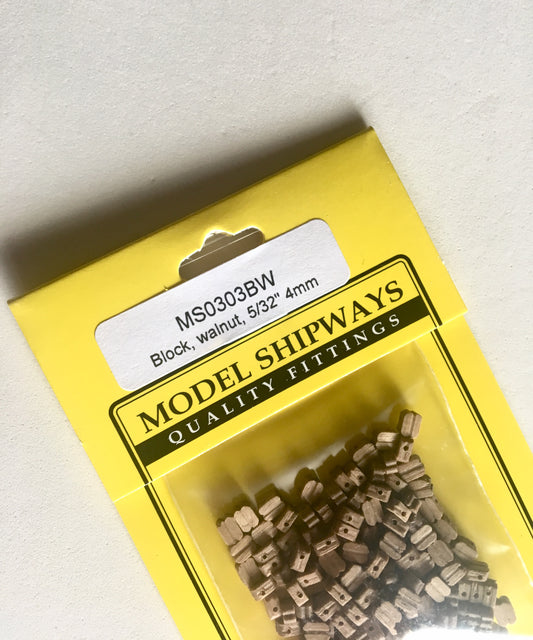 MS0303BW
Block, walnut, 5/32" 4mm
MODEL SHIPWAYS
QUALITY FITTINGS